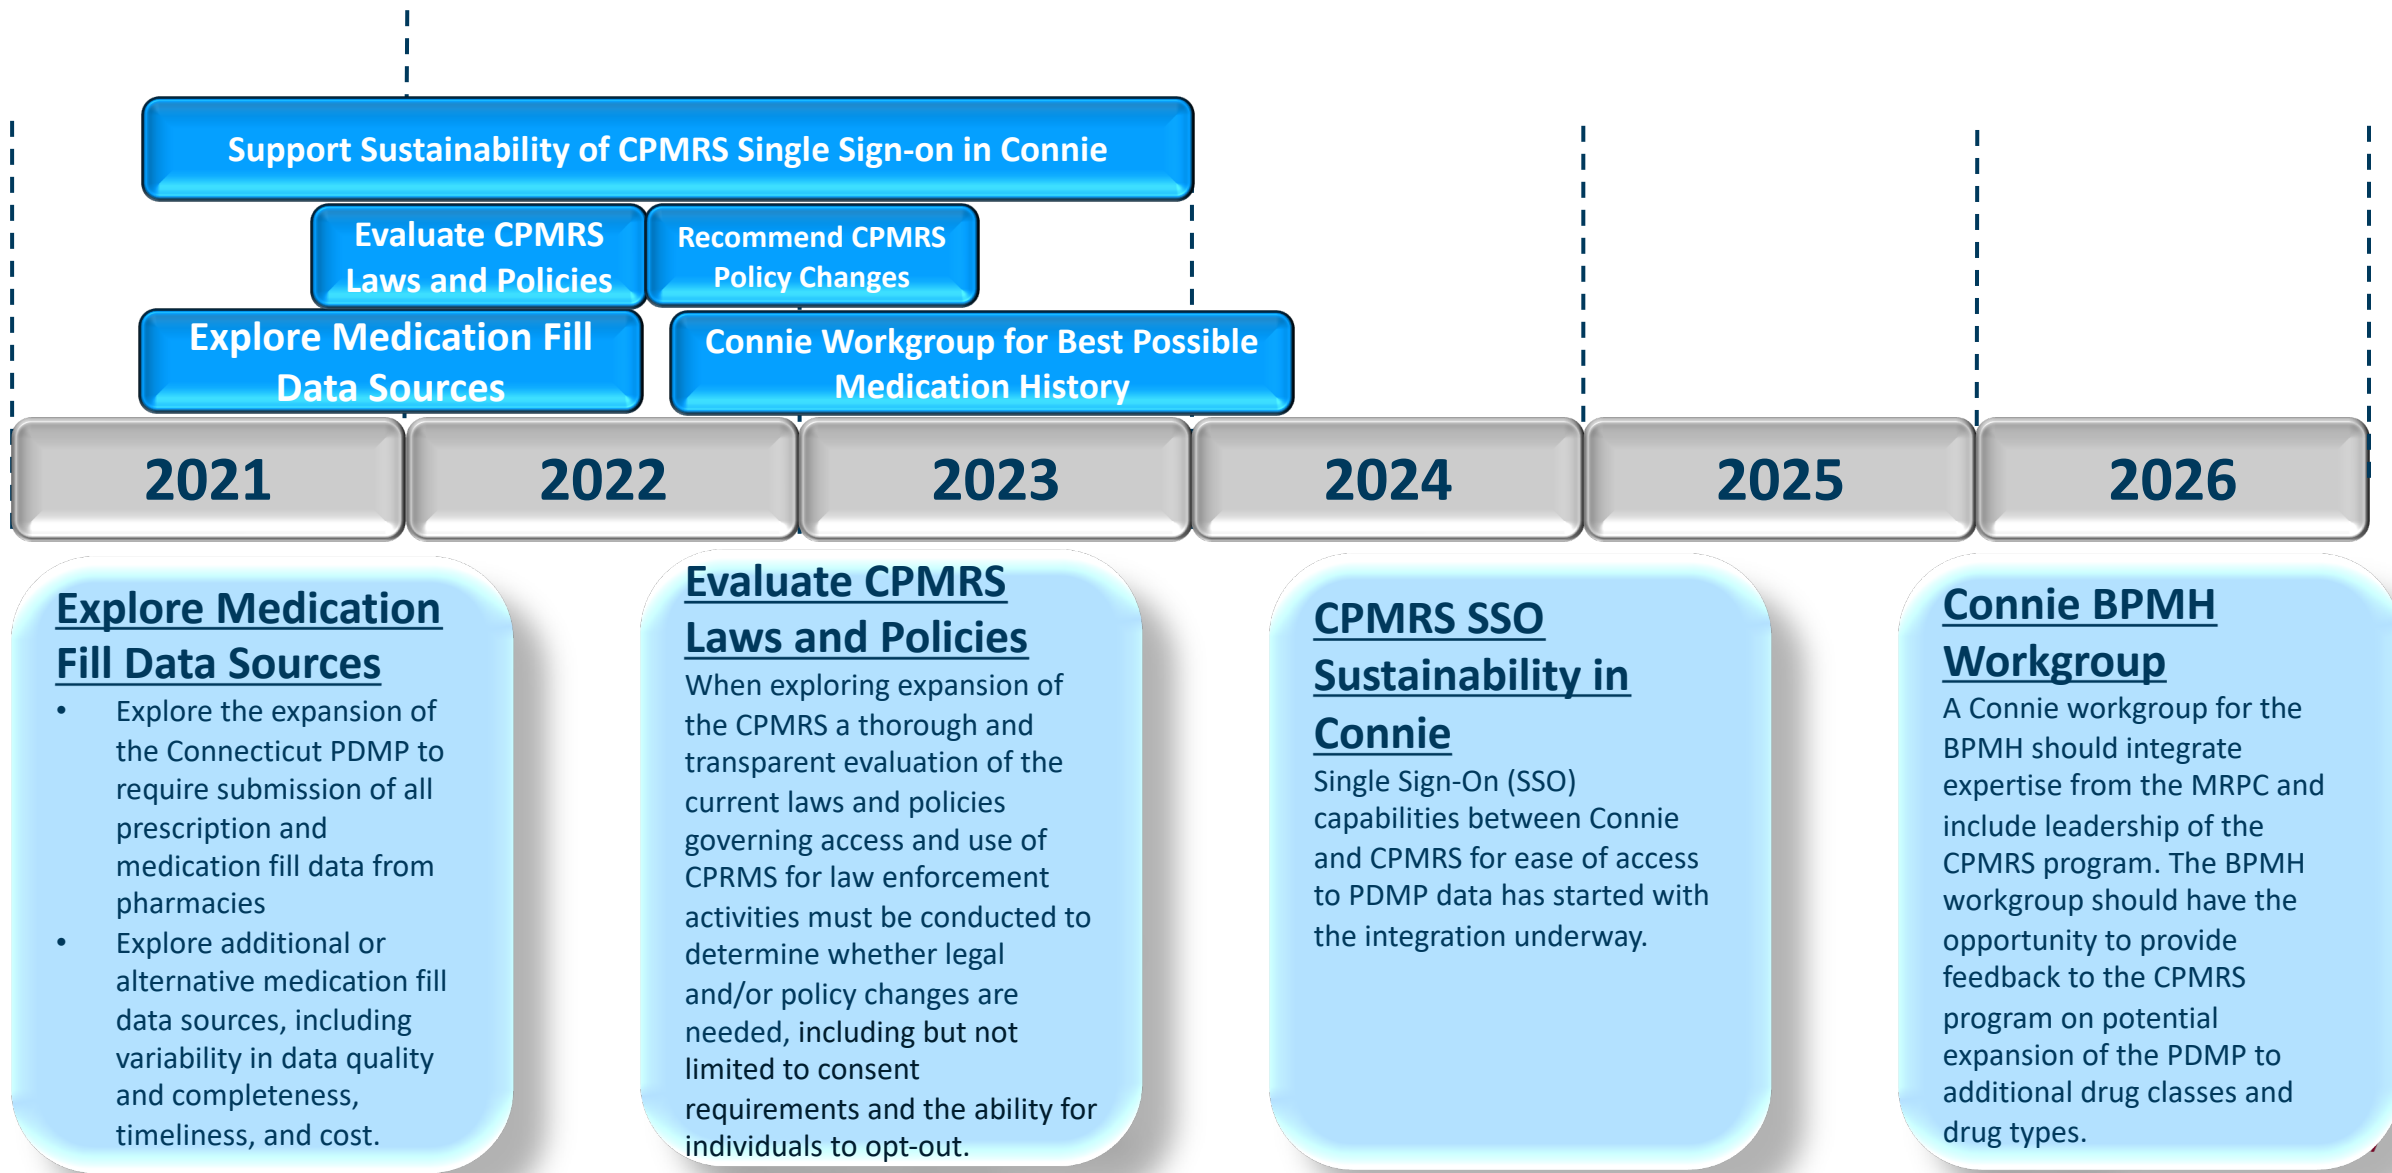 Support Sustainability of CPMRS Single Sign-on in Connie
Evaluate CPMRS
Laws and Policies
Recommend CPMRS
Policy Changes
Explore Medication Fill
Data Sources
Connie Workgroup for Best Possible
Medication History
2021
2022
2023
2024
2025
2026
Explore Medication
Fill Data Sources
• Explore the expansion of
the Connecticut PDMP to
require submission of all
prescription and
medication fill data from
pharmacies
• Explore additional or
alternative medication fill
data sources, including
variability in data quality
and completeness,
timeliness, and cost.
Evaluate CPMRS
Laws and Policies
When exploring expansion of
the CPMRS a thorough and
transparent evaluation of the
current laws and policies
governing access and use of
CPRMS for law enforcement
activities must be conducted to
determine whether legal
and/or policy changes are
needed, including but not
limited to consent
requirements and the ability for
individuals to opt-out.
CPMRS SSO
Sustainability in
Connie
Single Sign-On (SSO)
capabilities between Connie
and CPMRS for ease of access
to PDMP data has started with
the integration underway.
Connie BPMH
Workgroup
A Connie workgroup for the
BPMH should integrate
expertise from the MRPC and
include leadership of the
CPMRS program. The BPMH
workgroup should have the
opportunity to provide
feedback to the CPMRS
program on potential
expansion of the PDMP to
additional drug classes and
drug types.